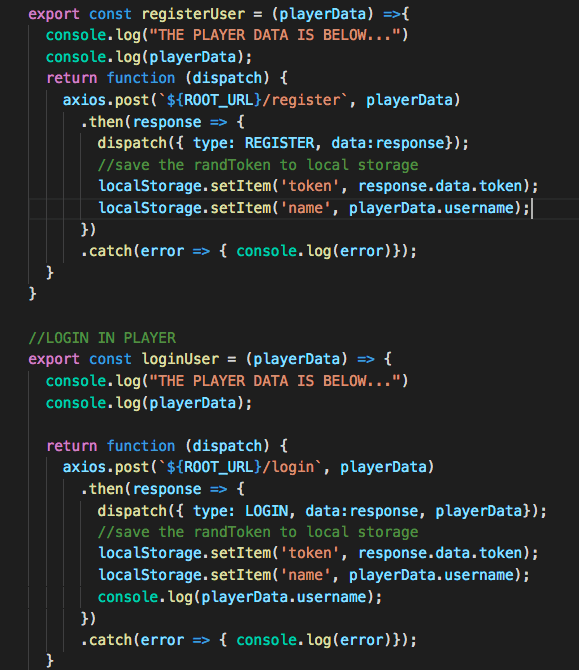 export const registerUser = (playerData) =>{
  console.log("THE PLAYER DATA IS BELOW...")
  console.log(playerData);
  return function (dispatch) {
    axios.post(`${ROOT_URL}/register`, playerData)
      .then(response => {
        dispatch({ type: REGISTER, data:response});
        //save the randToken to local storage
        localStorage.setItem('token', response.data.token);
        localStorage.setItem('name', playerData.username);
      })
      .catch(error => { console.log(error)});
  }
}
//LOGIN IN PLAYER
export const loginUser = (playerData) => {
  console.log("THE PLAYER DATA IS BELOW...")
  console.log(playerData);
  return function (dispatch) {
    axios.post(`${ROOT_URL}/login`, playerData)
      .then(response => {
        dispatch({ type: LOGIN, data:response, playerData});
        //save the randToken to local storage
        localStorage.setItem('token', response.data.token);
        localStorage.setItem('name', playerData.username);
        console.log(playerData.username);
      })
      .catch(error => { console.log(error)});
  }